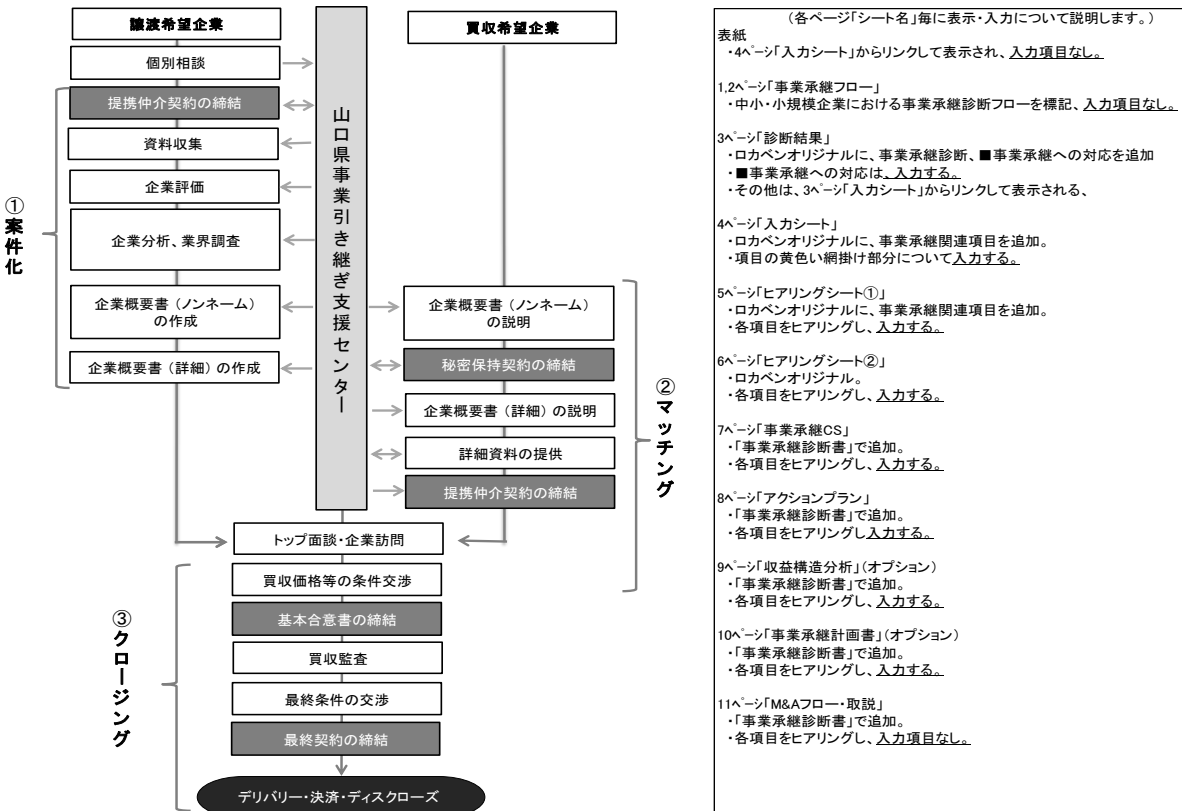 譲渡希望企業
個別相談
提携仲介契約の締結
資料収集
企業評価
企業分析、業界調査
企業概要書（ノンネーム）
の作成
企業概要書（詳細）の作成
①案件化
山口県事業引き継ぎ支援センター
買収希望企業
企業概要書（ノンネーム）
の説明
秘密保持契約の締結
企業概要書（詳細）の説明
詳細資料の提供
提携仲介契約の締結
②マッチング
トップ面談・企業訪問
買収価格等の条件交渉
基本合意書の締結
買収監査
最終条件の交渉
最終契約の締結
デリバリー・決済・ディスクローズ
③クロージング
（各ページ「シート名」毎に表示・入力について説明します。）
表紙
・4ﾍﾟｰｼﾞ「入力シート」からリンクして表示され、入力項目なし。
1,2ﾍﾟｰｼﾞ「事業承継フロー」
・中小・小規模企業における事業承継診断フローを標記、入力項目なし。
3ﾍﾟｰｼﾞ「診断結果」
・ロカベンオリジナルに、事業承継診断、■事業承継への対応を追加
・■事業承継への対応は、入力する。
・その他は、3ﾍﾟｰｼﾞ「入力シート」からリンクして表示される、
4ﾍﾟｰｼﾞ「入力シート」
・ロカベンオリジナルに、事業承継関連項目を追加。
・項目の黄色い網掛け部分について入力する。
5ﾍﾟｰｼﾞ「ヒアリングシート①」
・ロカベンオリジナルに、事業承継関連項目を追加。
・各項目をヒアリングし、入力する。
6ﾍﾟｰｼﾞ「ヒアリングシート②」
・ロカベンオリジナル。
・各項目をヒアリングし、入力する。
7ﾍﾟｰｼﾞ「事業承継CS」
・「事業承継診断書」で追加。
・各項目をヒアリングし、入力する。
8ﾍﾟｰｼﾞ「アクションプラン」
・「事業承継診断書」で追加。
・各項目をヒアリングし入力する。
9ﾍﾟｰｼﾞ「収益構造分析」（オプション）
・「事業承継診断書」で追加。
・各項目をヒアリングし、入力する。
10ﾍﾟｰｼﾞ「事業承継計画書」（オプション）
・「事業承継診断書」で追加。
・各項目をヒアリングし、入力する。
11ﾍﾟｰｼﾞ「M&Aフロー・取説」
・「事業承継診断書」で追加。
・各項目をヒアリングし、入力項目なし。